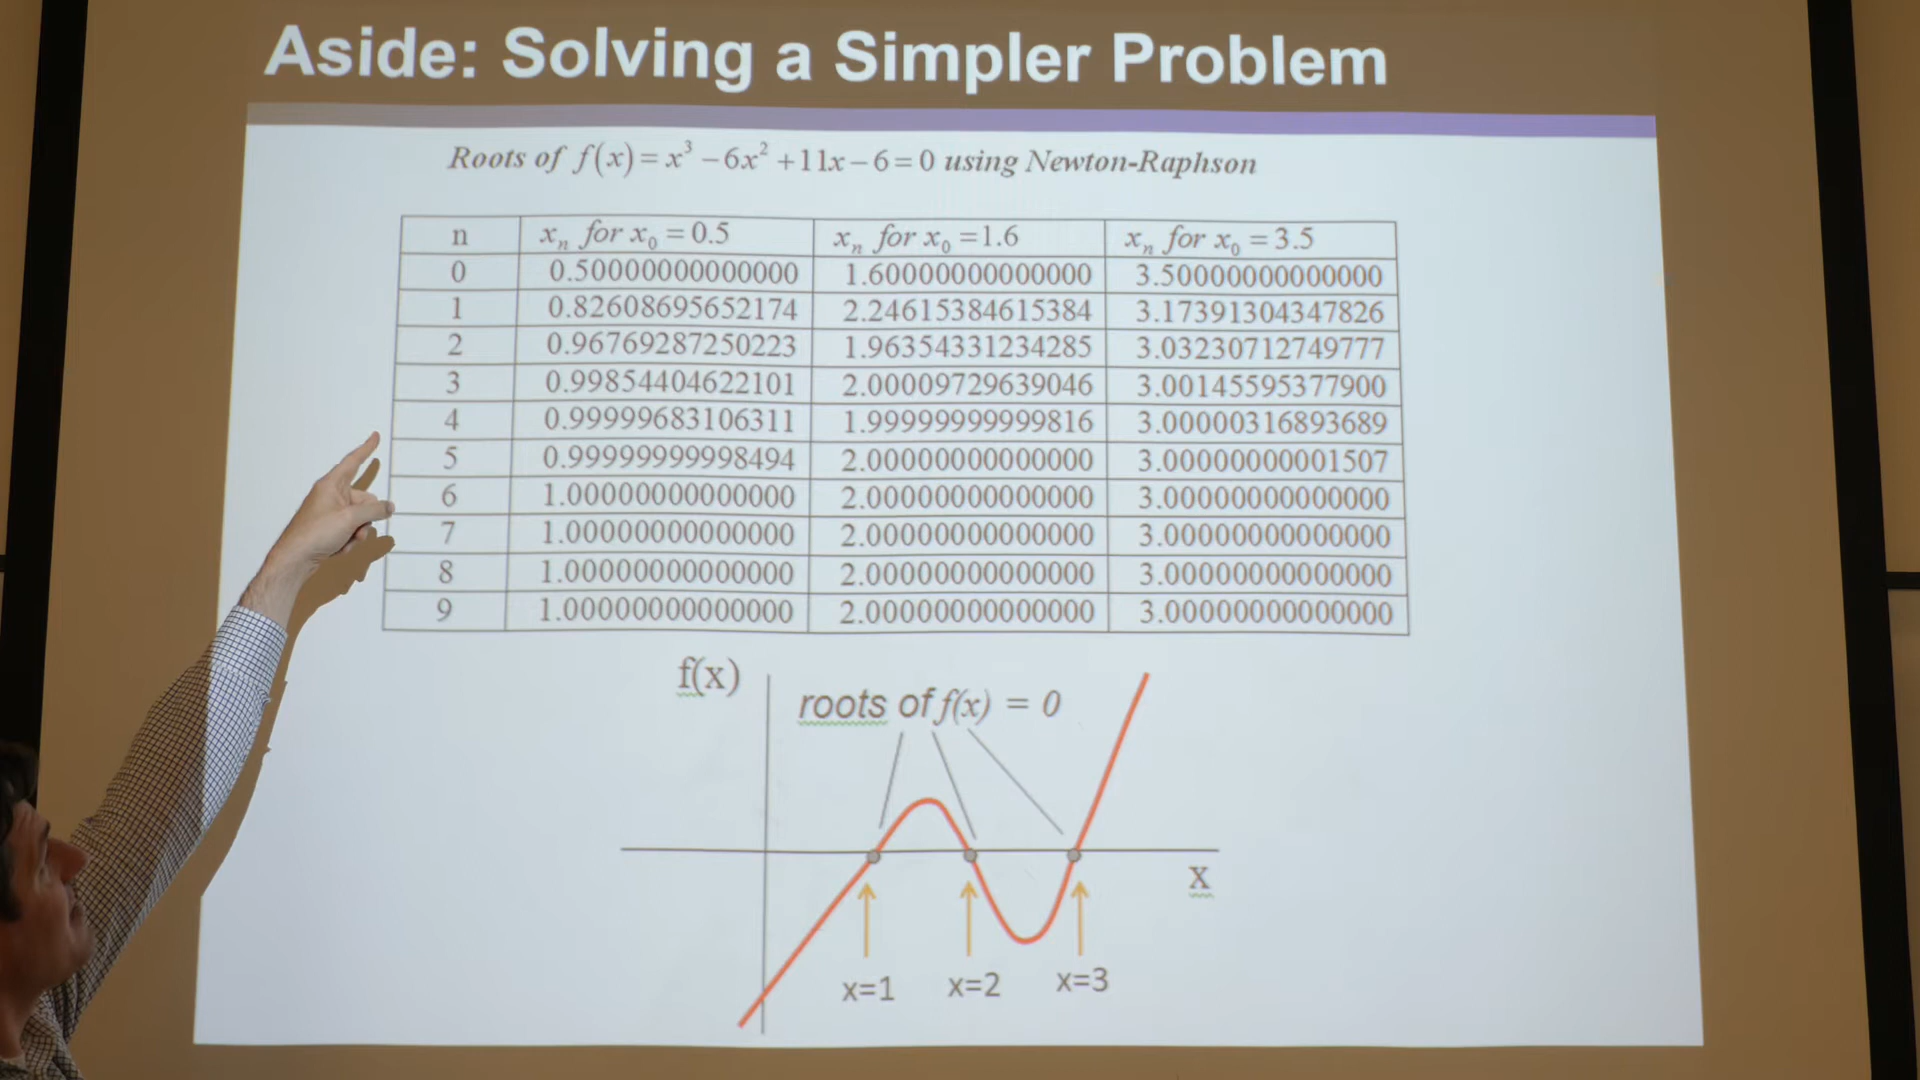 Aside: Solving a Simpler Problem
Roots of f(x) = x³ – 6x² + 11x – 6 = 0 using Newton-Raphson
n xₙ for x₀ = 0.5 xₙ for x₀ = 1.6 xₙ for x₀ = 3.5
0 0.50000000000000 1.60000000000000 3.50000000000000
1 0.82608695652174 2.24615384615384 3.17391304347826
2 0.96769287250223 1.96354331234285 3.03230712749777
3 0.99854404622101 2.00009729639046 3.00145595377900
4 0.99999683106311 1.99999999999816 3.00000316893689
5 0.99999999998494 2.00000000000000 3.00000000001507
6 1.00000000000000 2.00000000000000 3.00000000000000
7 1.00000000000000 2.00000000000000 3.00000000000000
8 1.00000000000000 2.00000000000000 3.00000000000000
9 1.00000000000000 2.00000000000000 3.00000000000000
f(x)
roots of f(x) = 0
x
x=1 x=2 x=3